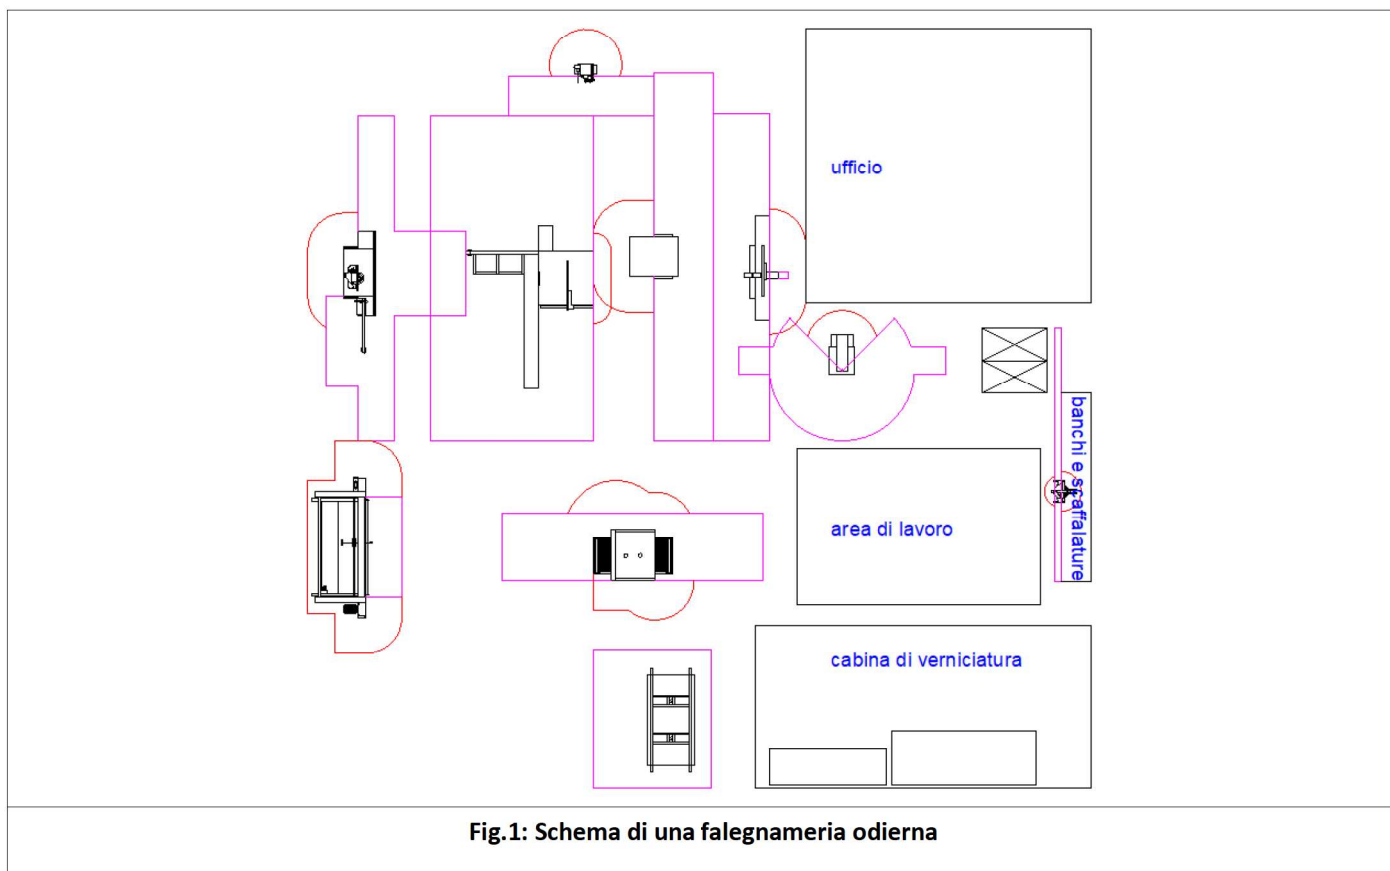 ufficio
banchi e scaffalature
area di lavoro
cabina di verniciatura
Fig.1: Schema di una falegnameria odierna